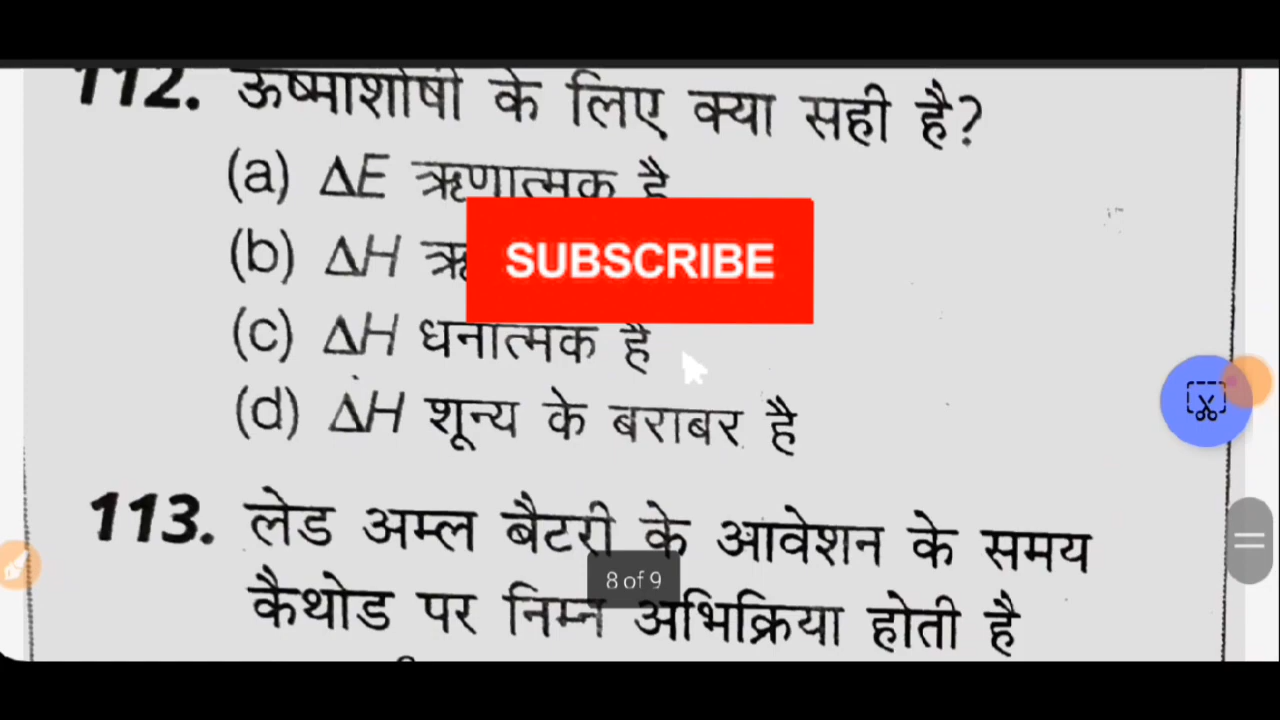 112. ऊष्माशोषी के लिए क्या सही है?
(a) ΔE ऋणात्मक है
(b) ΔH
SUBSCRIBE
(c) ΔH धनात्मक है
(d) ΔH शून्य के बराबर है
113. लेड अम्ल बैटरी के आवेशन के समय
8 of 9
कैथोड पर निम्न अभिक्रिया होती है